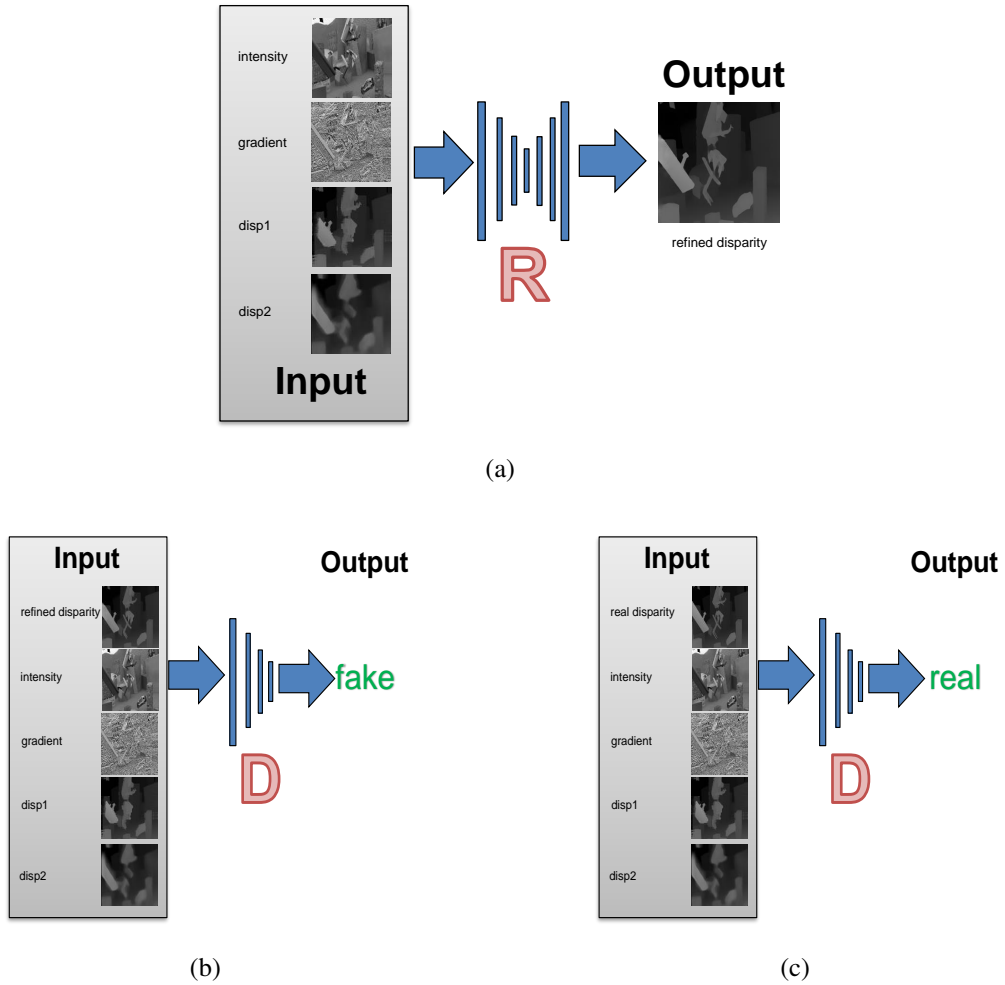 intensity
gradient
disp1
disp2
Input
R
Output
refined disparity
(a)
Input
refined disparity
intensity
gradient
disp1
disp2
D
Output
fake
(b)
Input
real disparity
intensity
gradient
disp1
disp2
D
Output
real
(c)